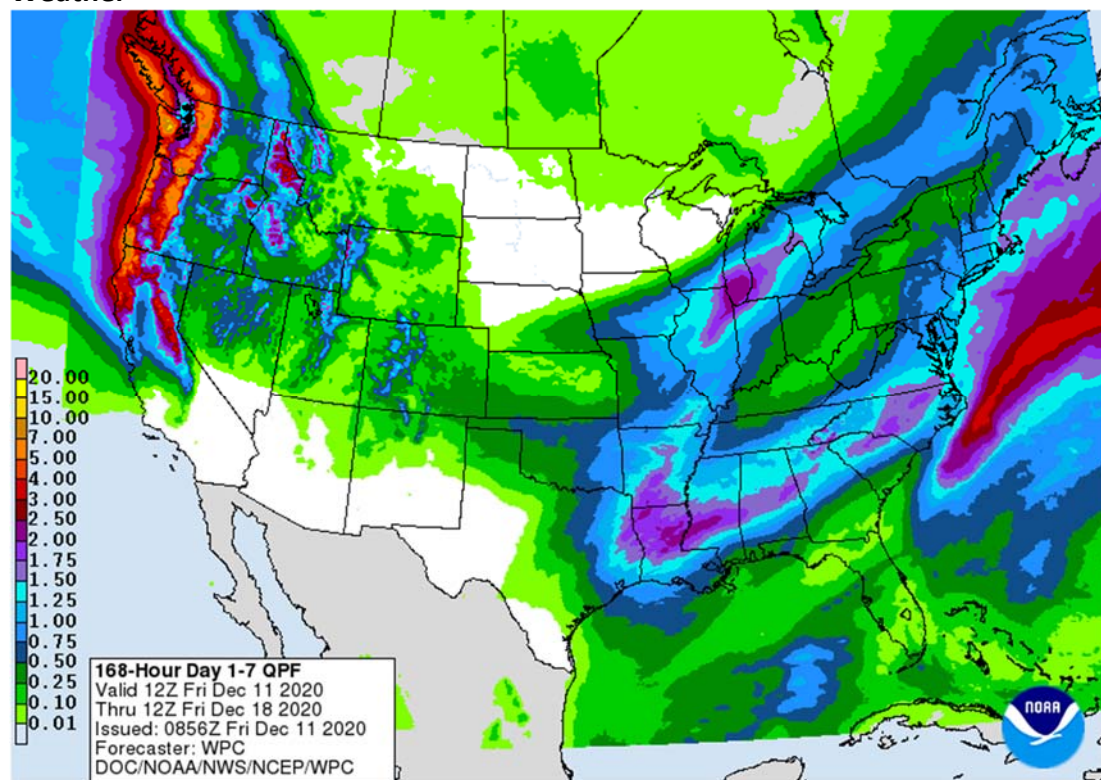 Weather
20.00
15.00
10.00
7.00
5.00
4.00
3.00
2.50
2.00
1.75
1.50
1.25
1.00
0.75
0.50
0.25
0.10
0.01
168-Hour Day 1-7 QPF
Valid 12Z Fri Dec 11 2020
Thru 12Z Fri Dec 18 2020
Issued: 0856Z Fri Dec 11 2020
Forecaster: WPC
DOC/NOAA/NWS/NCEP/WPC
NOAA